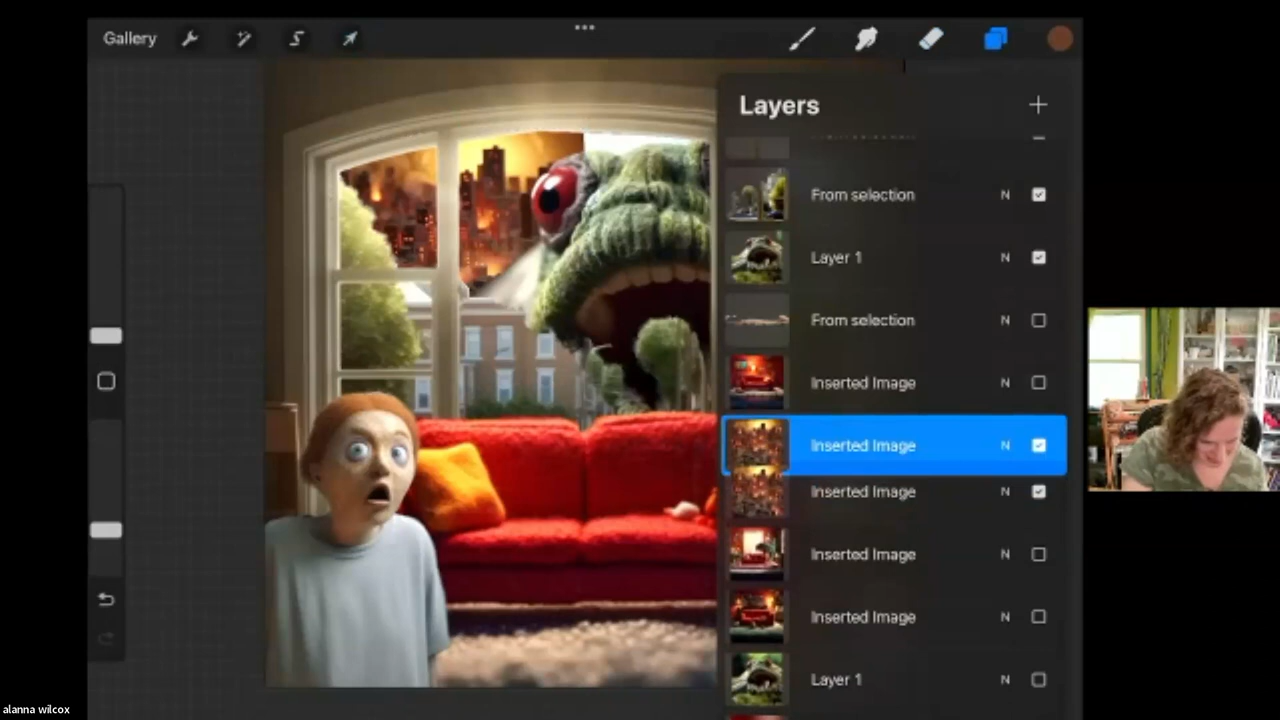 Gallery
Layers
From selection N
Layer 1 N
From selection N
Inserted Image N
Inserted Image N
Inserted Image N
Inserted Image N
Inserted Image N
Layer 1 N
alanna wilcox